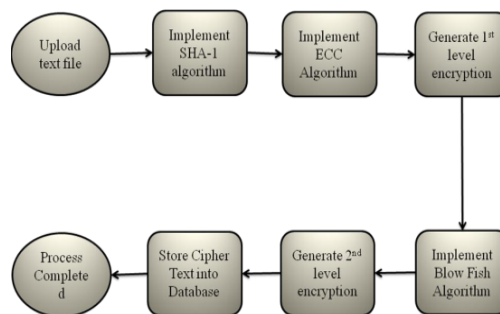 Upload
text file
Implement
SHA-1
algorithm
Implement
ECC
Algorithm
Generate 1st
level
encryption
Implement
Blow Fish
Algorithm
Generate 2nd
level
encryption
Store Cipher
Text into
Database
Process
Complete
d